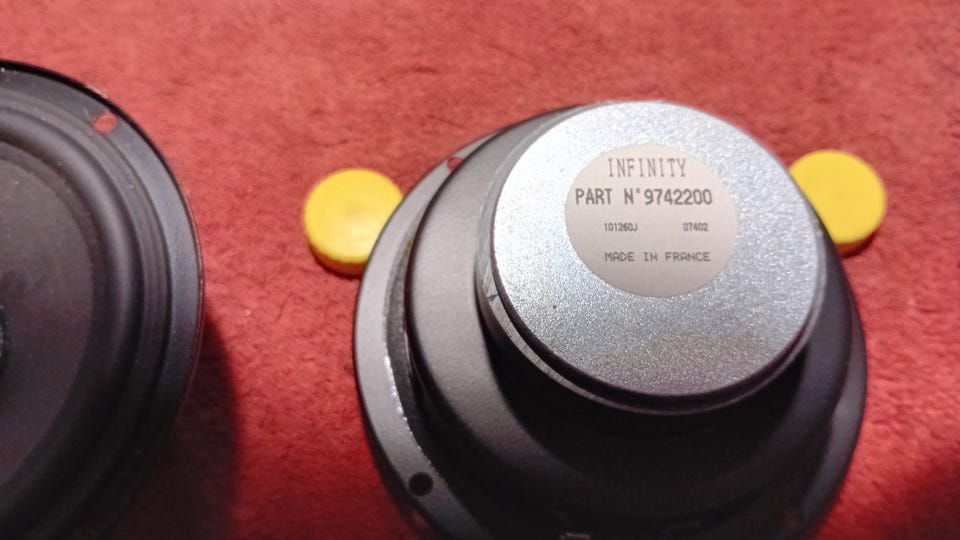 INFINITY
PART N°9742200
101260J 07402
MADE IN FRANCE